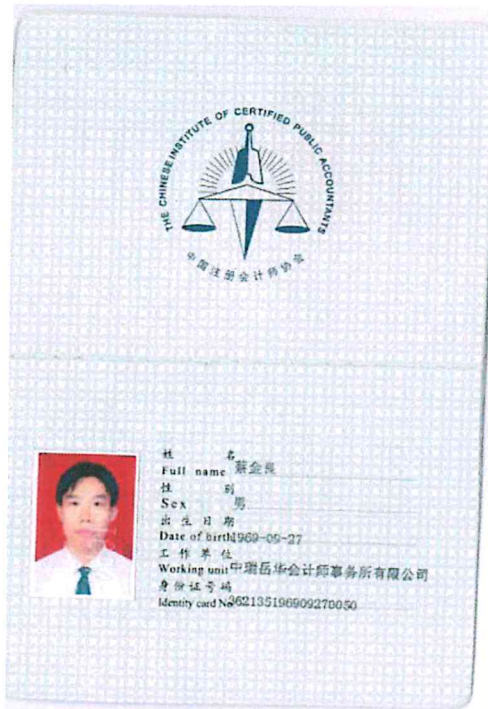 THE CHINESE INSTITUTE OF CERTIFIED PUBLIC ACCOUNTANTS
中国注册会计师协会
姓 名
Full name 蔡金良
性 别
Sex 男
出生日期
Date of birth 1969-09-27
工作单位
Working unit 中瑞岳华会计师事务所有限公司
身份证号码
Identity card No 362135196909270050